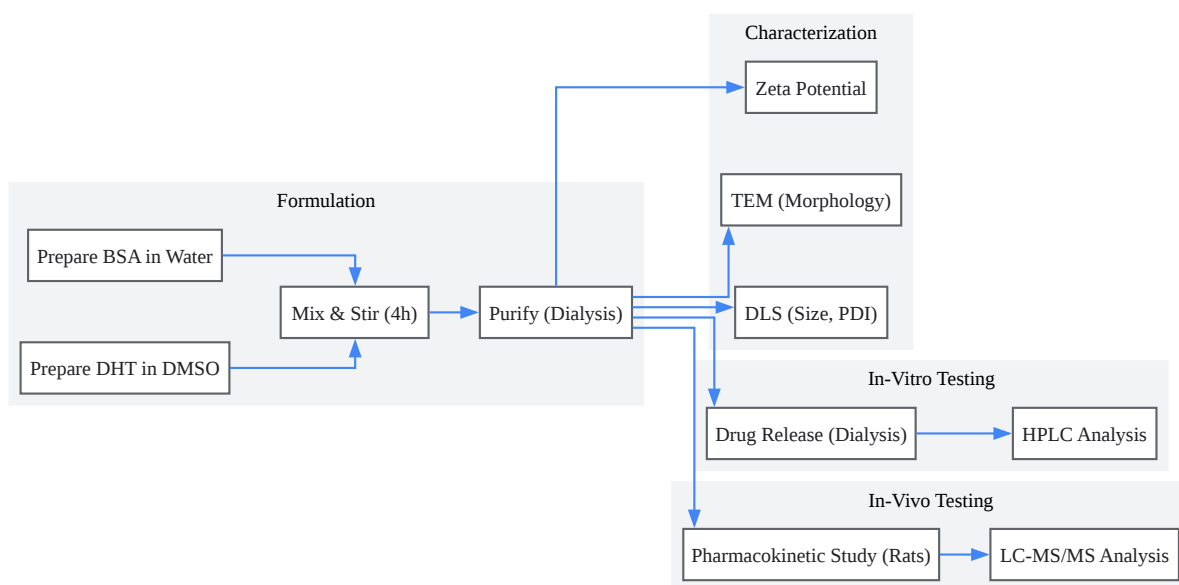 Characterization
Zeta Potential
TEM (Morphology)
DLS (Size, PDI)
Formulation
Prepare BSA in Water
Mix & Stir (4h)
Purify (Dialysis)
Prepare DHT in DMSO
In-Vitro Testing
Drug Release (Dialysis)
HPLC Analysis
In-Vivo Testing
Pharmacokinetic Study (Rats)
LC-MS/MS Analysis